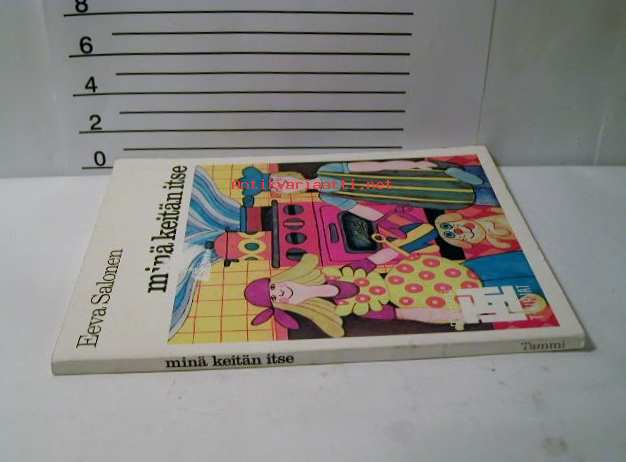 8
6
4
2
0
Antikvariaatti.net
Eeva Salonen
minä keitän itse
minä keitän itse
Tammi